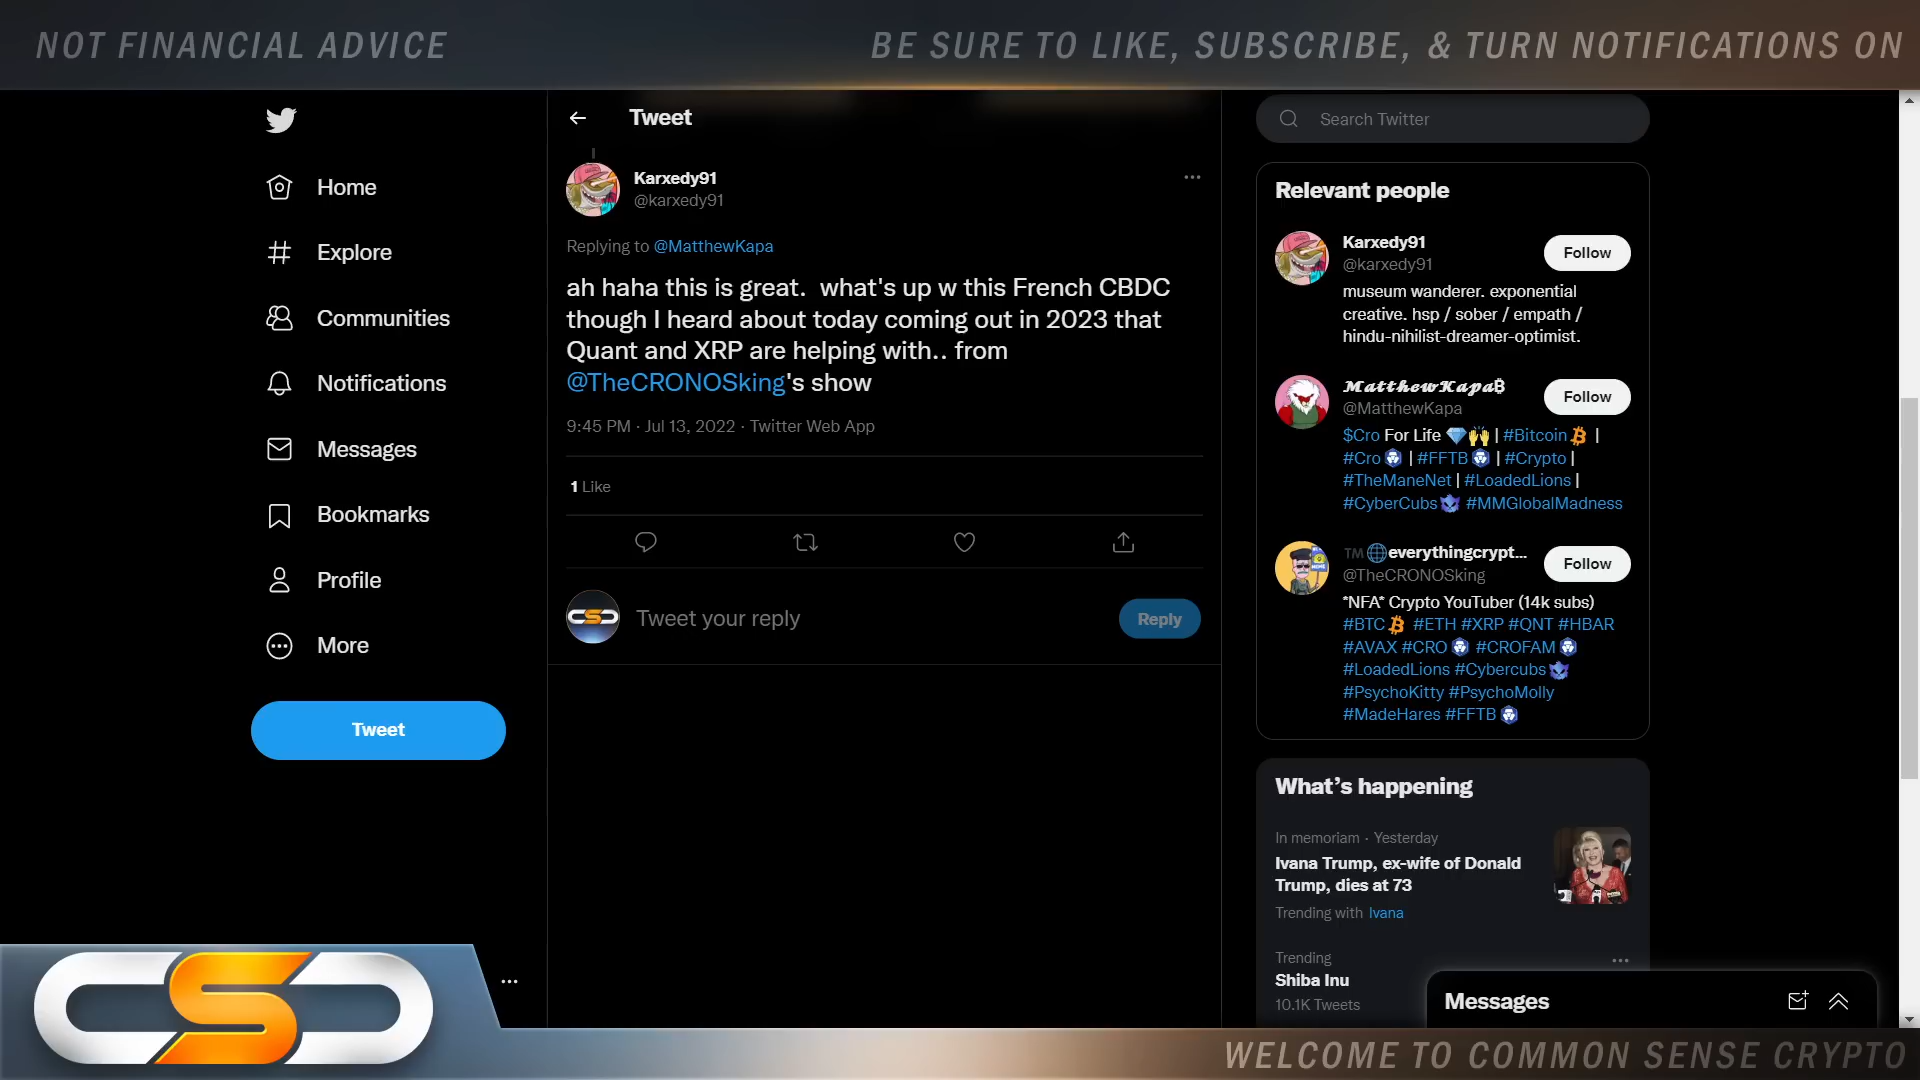 NOT FINANCIAL ADVICE
BE SURE TO LIKE, SUBSCRIBE, & TURN NOTIFICATIONS ON
Home
Explore
Communities
Notifications
Messages
Bookmarks
Profile
More
Tweet
Tweet
Karxedy91
@karxedy91
Replying to @MatthewKapa
ah haha this is great.  what's up w this French CBDC
though I heard about today coming out in 2023 that
Quant and XRP are helping with.. from
@TheCRONOSking's show
9:45 PM · Jul 13, 2022 · Twitter Web App
1 Like
Tweet your reply
Reply
Search Twitter
Relevant people
Karxedy91
@karxedy91
Follow
museum wanderer. exponential
creative. hsp / sober / empath /
hindu-nihilist-dreamer-optimist.
𝓜𝓪𝓽𝓽𝓱𝓮𝔀𝓚𝓪𝓹𝓪₿
@MatthewKapa
Follow
$Cro For Life 💎🙌 | #Bitcoin |
#Cro | #FFTB | #Crypto |
#TheManeNet | #LoadedLions |
#CyberCubs #MMGlobalMadness
™️🌐everythingcrypt...
@TheCRONOSking
Follow
*NFA* Crypto YouTuber (14k subs)
#BTC #ETH #XRP #QNT #HBAR
#AVAX #CRO #CROFAM
#LoadedLions #Cybercubs
#PsychoKitty #PsychoMolly
#MadeHares #FFTB
What's happening
In memoriam · Yesterday
Ivana Trump, ex-wife of Donald
Trump, dies at 73
Trending with Ivana
Trending
Shiba Inu
10.1K Tweets
Messages
CSC
WELCOME TO COMMON SENSE CRYPTO